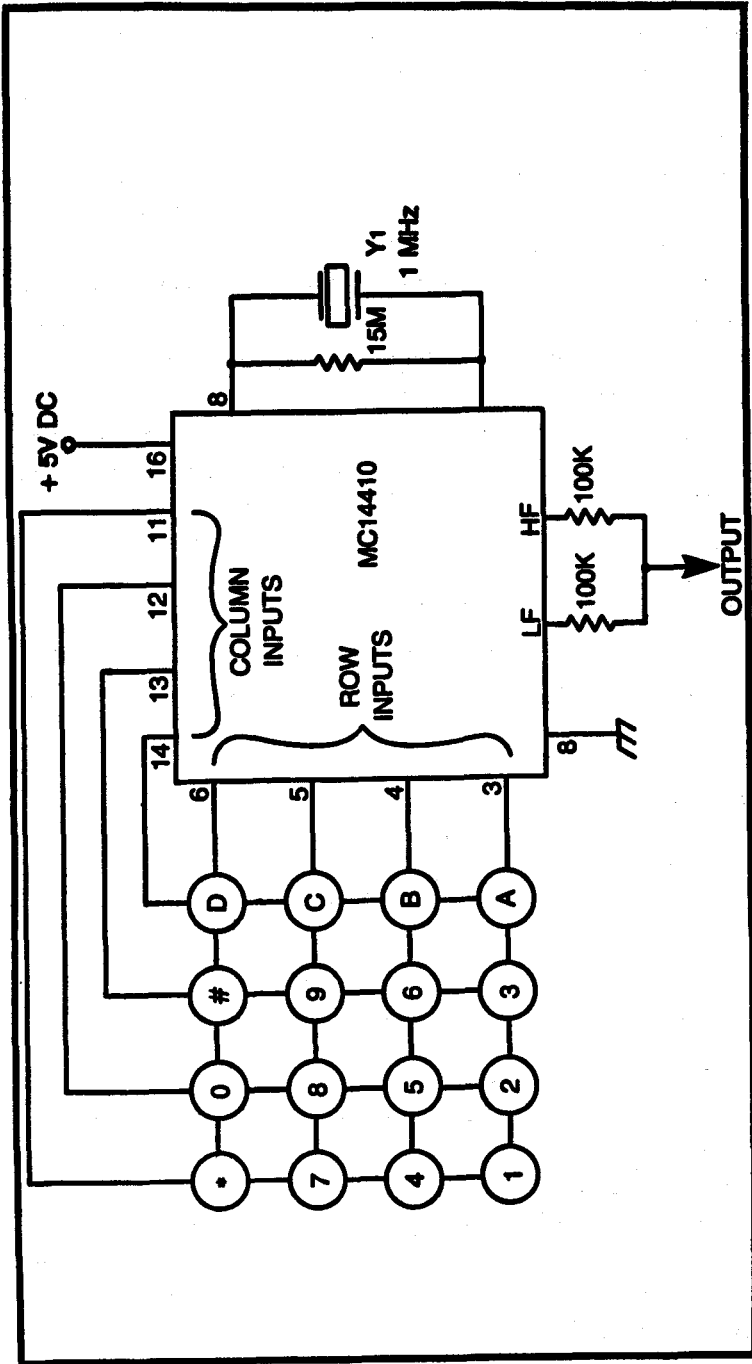 + 5V DC
14 13 12 11 16
6
8
COLUMN
INPUTS
* 0 # D
ROW
INPUTS
MC14410
15M
Y1
1 MHz
5
7 8 9 C
4
4 5 6 B
3
1 2 3 A
8
LF
HF
100K
100K
OUTPUT